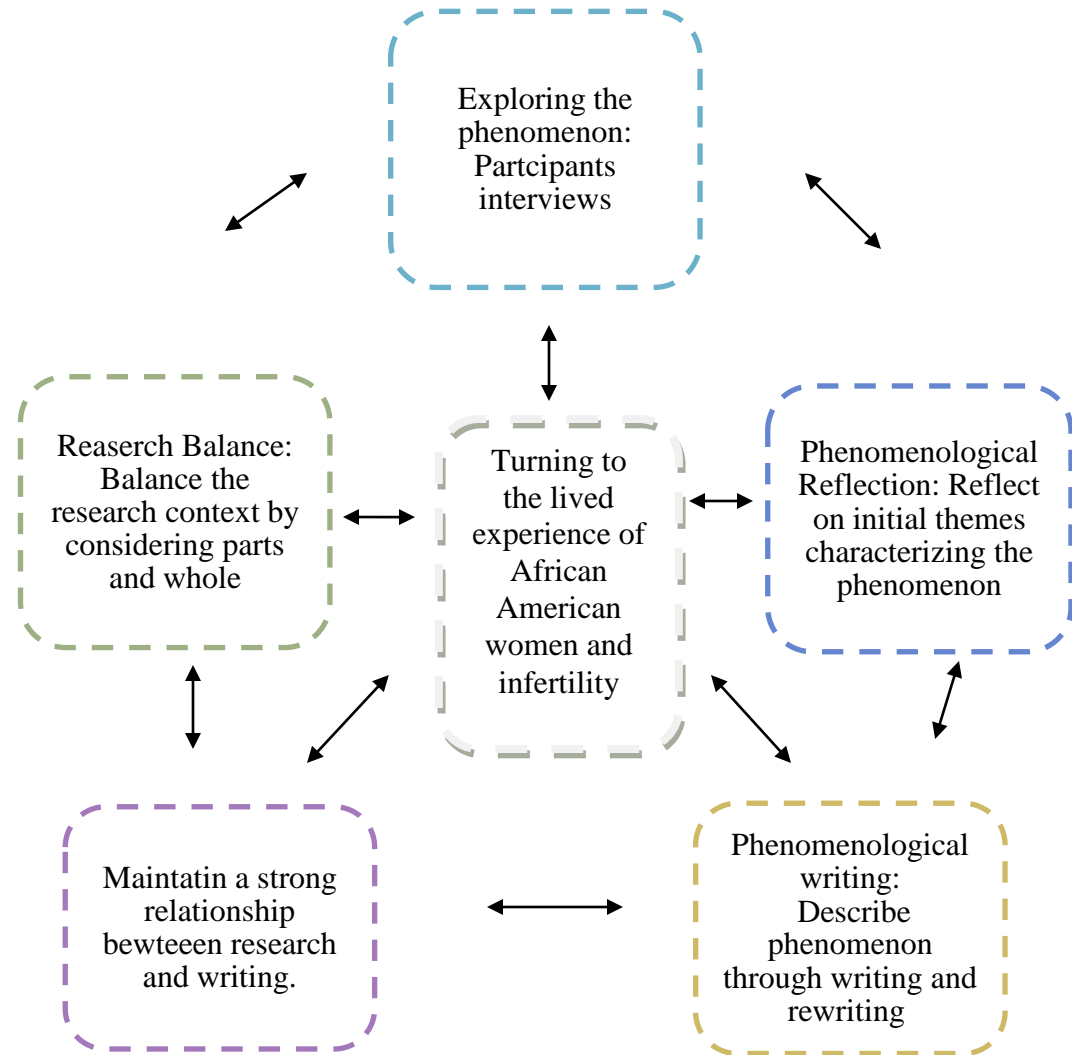 Exploring the
phenomenon:
Partcipants
interviews
Reaserch Balance:
Balance the
research context by
considering parts
and whole
Turning to
the lived
experience of
African
American
women and
infertility
Phenomenological
Reflection: Reflect
on initial themes
characterizing the
phenomenon
Maintatin a strong
relationship
bewteeen research
and writing.
Phenomenological
writing:
Describe
phenomenon
through writing and
rewriting